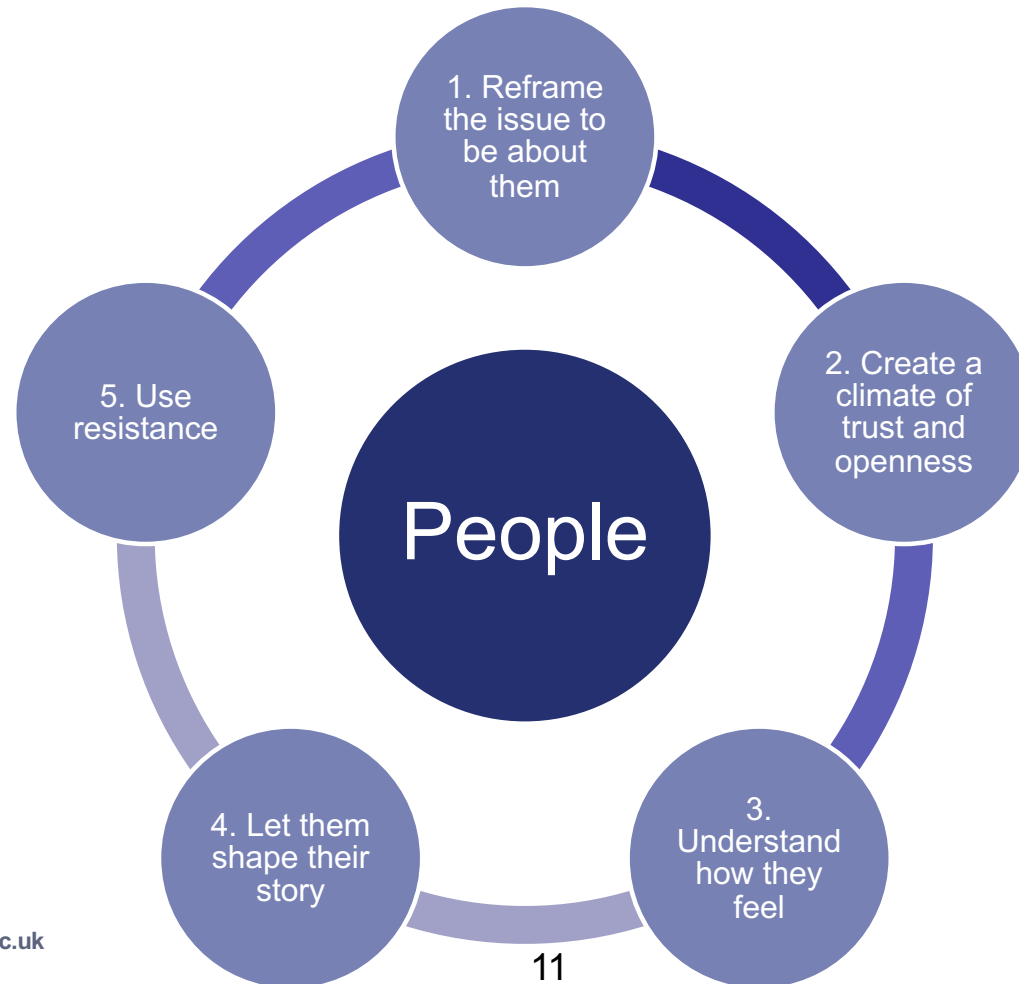 1. Reframe
the issue to
be about
them
2. Create a
climate of
trust and
openness
3.
Understand
how they
feel
4. Let them
shape their
story
5. Use
resistance
People
c.uk
11